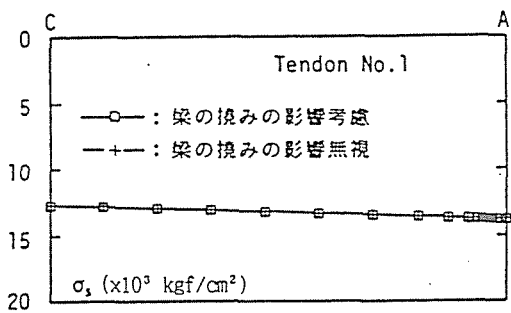 C A
0
Tendon No.1
5
—□— : 梁の撓みの影響考慮
—+— : 梁の撓みの影響無視
10
15
σs (x10³ kgf/cm²)
20